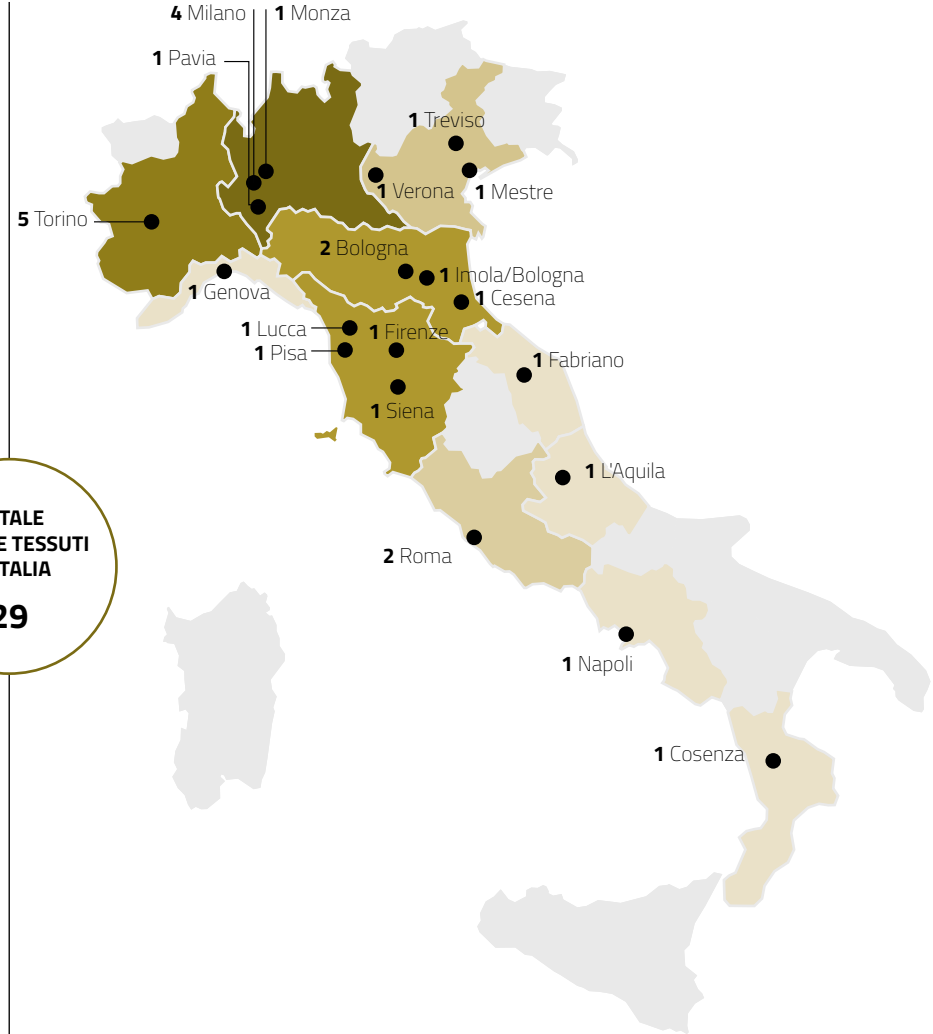 4 Milano
1 Monza
1 Pavia
1 Treviso
1 Verona
1 Mestre
5 Torino
2 Bologna
1 Imola/Bologna
1 Genova
1 Cesena
1 Lucca
1 Firenze
1 Pisa
1 Fabriano
1 Siena
1 L'Aquila
TALE
E TESSUTI
TALIA
29
2 Roma
1 Napoli
1 Cosenza